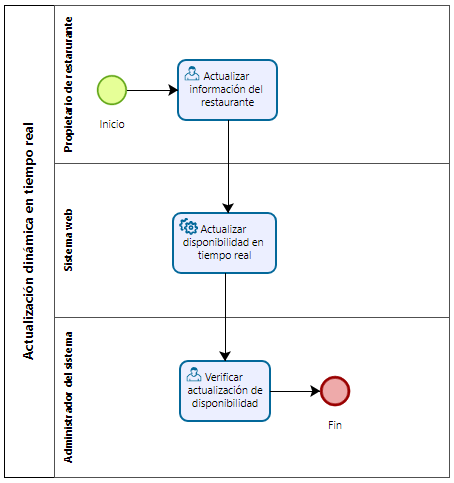 Actualización dinámica en tiempo real
Propietario de restarurante
Inicio
Actualizar
información del
restaurante
Sistema web
Actualizar
disponibilidad en
tiempo real
Administrador del sistema
Verificar
actualización de
disponibilidad
Fin